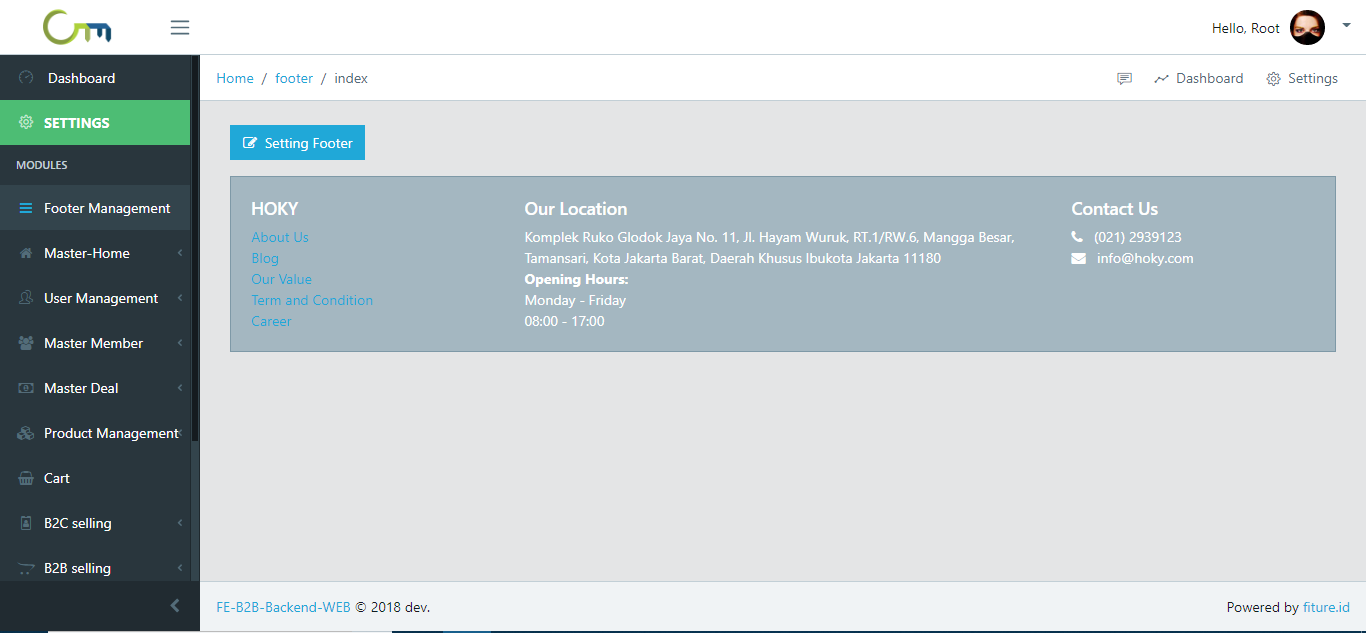 Hello, Root
Dashboard
SETTINGS
MODULES
Footer Management
Master-Home
User Management
Master Member
Master Deal
Product Management
Cart
B2C selling
B2B selling
Home / footer / index
Dashboard
Settings
Setting Footer
HOKY
About Us
Blog
Our Value
Term and Condition
Career
Our Location
Komplek Ruko Glodok Jaya No. 11, Jl. Hayam Wuruk, RT.1/RW.6, Mangga Besar,
Tamansari, Kota Jakarta Barat, Daerah Khusus Ibukota Jakarta 11180
Opening Hours:
Monday - Friday
08:00 - 17:00
Contact Us
(021) 2939123
info@hoky.com
FE-B2B-Backend-WEB © 2018 dev.
Powered by fiture.id